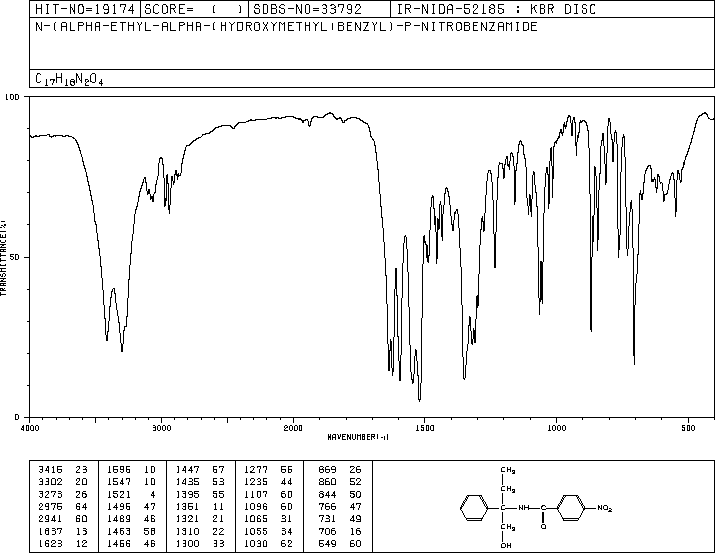 HIT-NO=19174 SCORE= ( ) SDBS-NO=33792 IR-NIDA-52185 : KBR DISC
N-(ALPHA-ETHYL-ALPHA-(HYDROXYMETHYL)BENZYL)-P-NITROBENZAMIDE
C17H18N2O4
100
50
0
TRANSMITTANCE(%)
4000 3000 2000 1500 1000 500
WAVENUMBER(-1)
3416 23 1596 10 1447 67 1277 56 869 26
3302 20 1547 10 1435 53 1235 44 860 52
3273 26 1521 4 1395 55 1107 60 844 50
2975 64 1495 47 1351 11 1096 60 766 47
2941 60 1489 46 1321 21 1065 31 731 49
1637 13 1463 58 1310 22 1055 34 706 16
1623 12 1456 46 1300 33 1030 62 549 60
CH3
CH2
C NH C NO2
O
CH2
OH